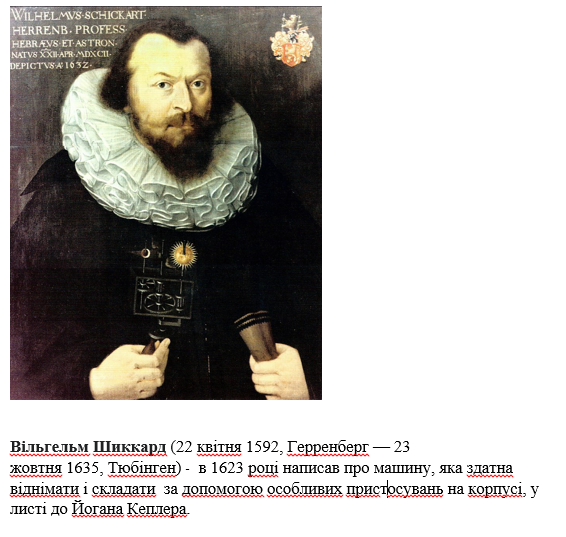 WILHELMVS·SCHICKART·
HERRENB·PROFESS·
HEBRÆVS·ET·ASTRON·
NATVS·XXII·APR·MDXCII·
DEPICTVS·A°·1632·
Вільгельм Шиккард (22 квітня 1592, Герренберг — 23
жовтня 1635, Тюбінген) - в 1623 році написав про машину, яка здатна
віднімати і складати за допомогою особливих пристосувань на корпусі, у
листі до Йогана Кеплера.